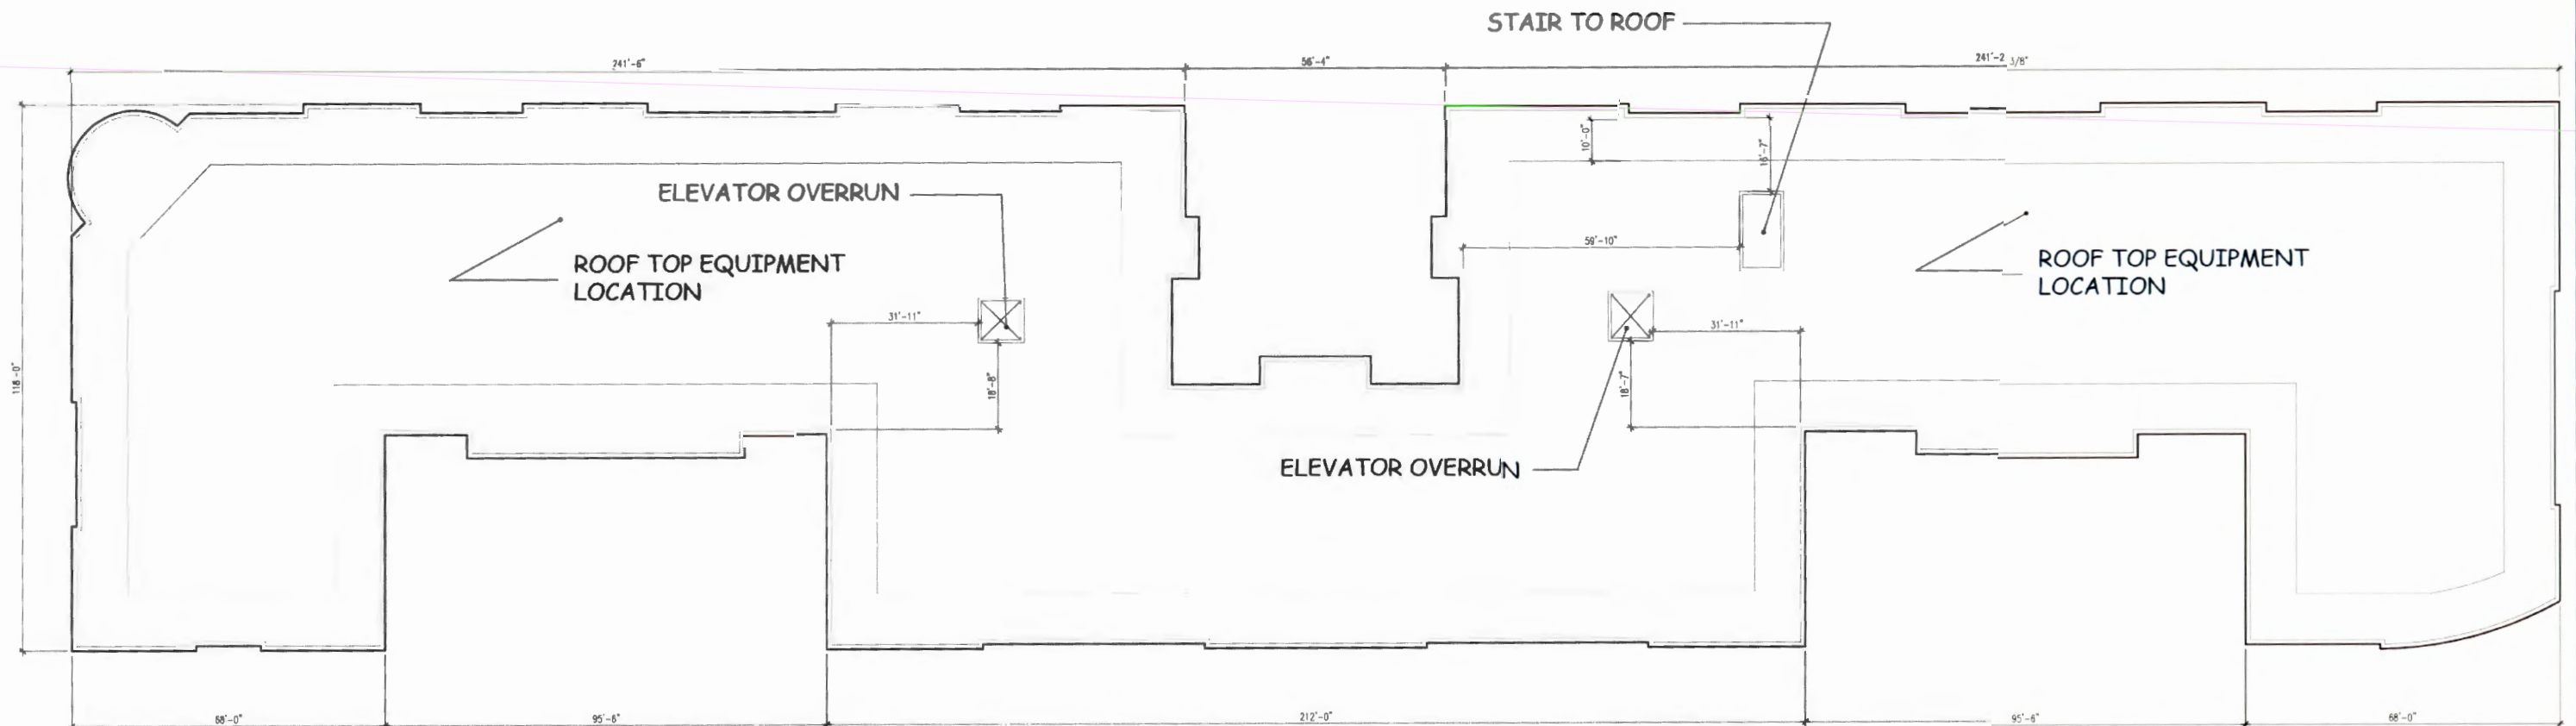 STAIR TO ROOF
241'-6"
56'-4"
241'-2 3/8"
10'-0"
16'-7"
ELEVATOR OVERRUN
59'-10"
ROOF TOP EQUIPMENT
LOCATION
ROOF TOP EQUIPMENT
LOCATION
31'-11"
31'-11"
118'-0"
18'-8"
18'-7"
ELEVATOR OVERRUN
68'-0"
95'-6"
212'-0"
95'-6"
68'-0"